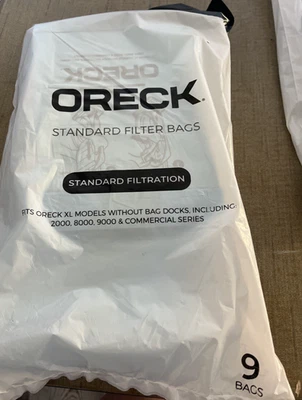 ORECK
ORECK
STANDARD FILTER BAGS
STANDARD FILTRATION
FITS ORECK XL MODELS WITHOUT BAG DOCKS, INCLUDING
2000, 8000, 9000 & COMMERCIAL SERIES
9
BAGS